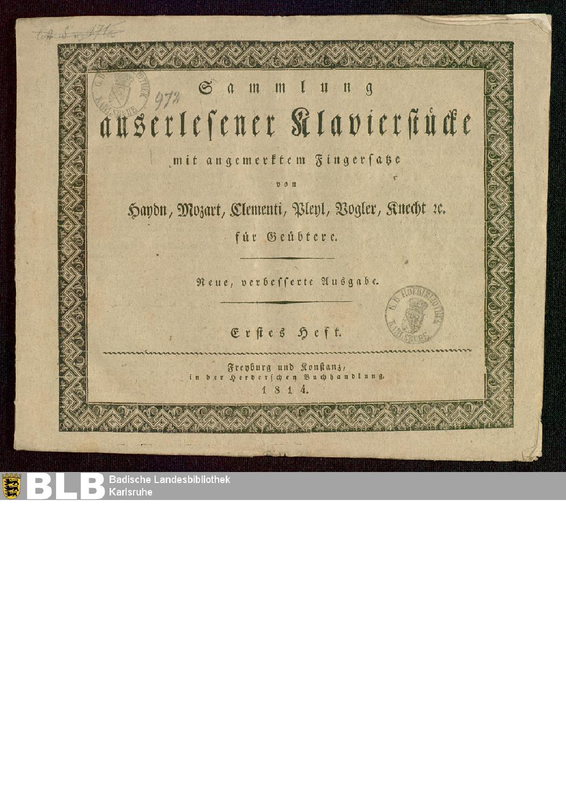 972
Sammlung
auserlesener Klavierstücke
mit angemerktem Fingersatze
von
Haydn, Mozart, Clementi, Pleyl, Vogler, Knecht ꝛc.
für Geübtere.
Neue, verbesserte Ausgabe.
Erstes Heft.
Freyburg und Konstanz,
in der Herderschen Buchhandlung.
1814.
BLB Badische Landesbibliothek
Karlsruhe